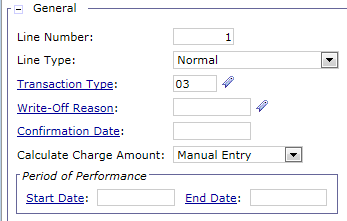 General
Line Number: 1
Line Type: Normal
Transaction Type: 03
Write-Off Reason:
Confirmation Date:
Calculate Charge Amount: Manual Entry
Period of Performance
Start Date: End Date: